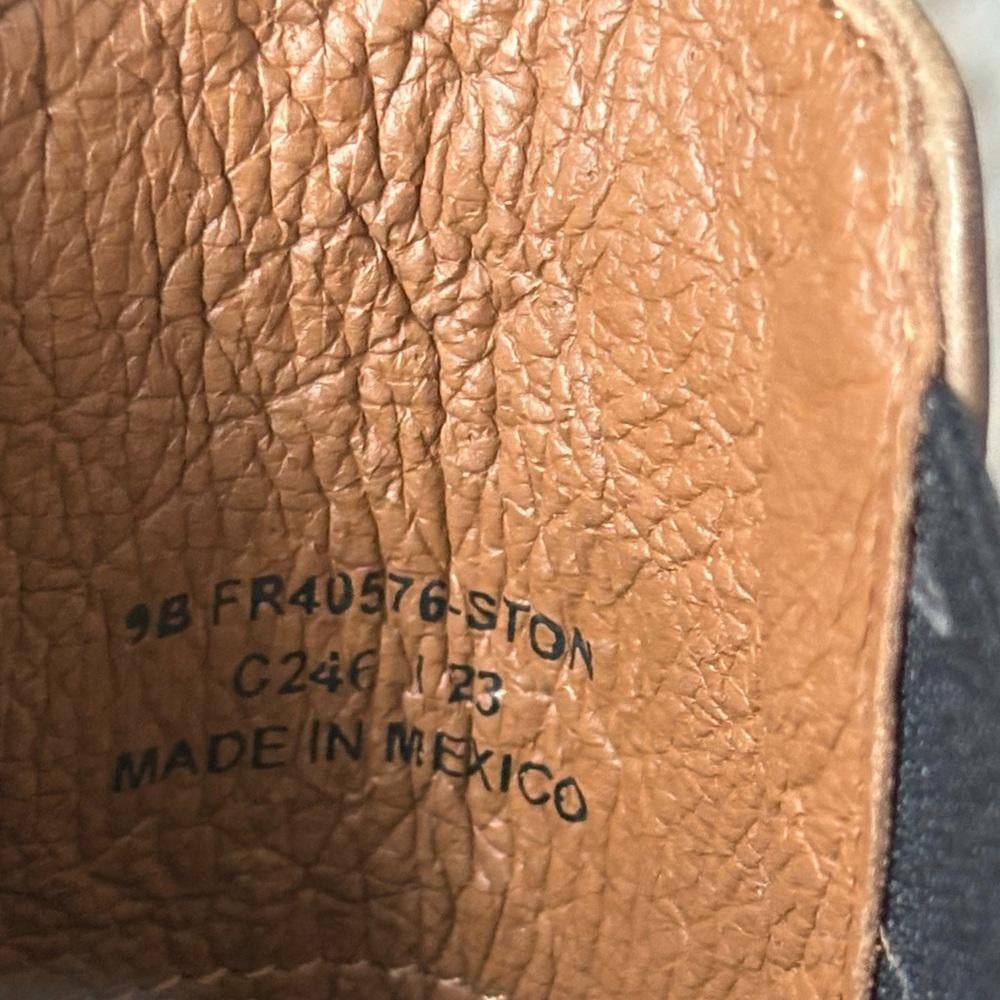 9B FR40576-STON
C246 I 23
MADE IN MEXICO